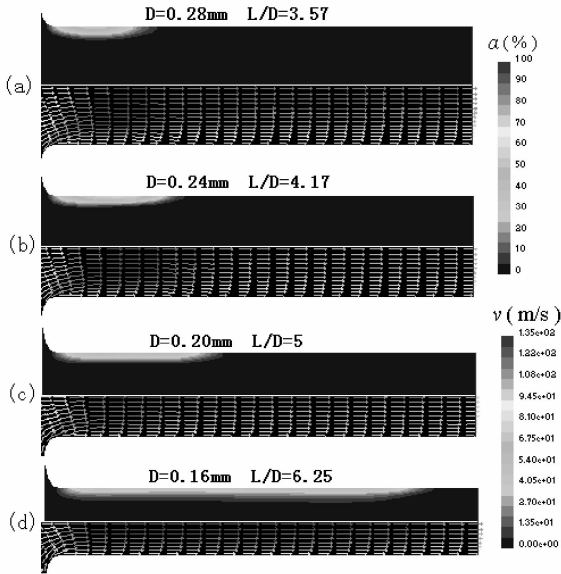 D=0.28mm L/D=3.57
(a)
α(%)
100
90
80
70
60
50
40
30
20
10
0
D=0.24mm L/D=4.17
(b)
D=0.20mm L/D=5
(c)
v(m/s)
1.35e+02
1.22e+02
1.08e+02
9.45e+01
8.10e+01
6.75e+01
5.40e+01
4.05e+01
2.70e+01
1.35e+01
0.00e+00
D=0.16mm L/D=6.25
(d)